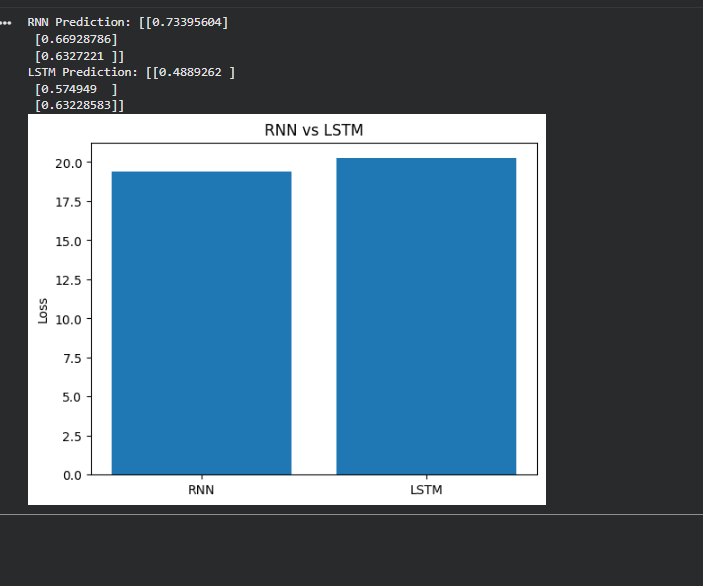 RNN Prediction: [[0.73395604]
[0.66928786]
[0.6327221 ]]
LSTM Prediction: [[0.4889262 ]
[0.574949  ]
[0.63228583]]
RNN vs LSTM
20.0
17.5
15.0
12.5
10.0
7.5
5.0
2.5
0.0
Loss
RNN LSTM